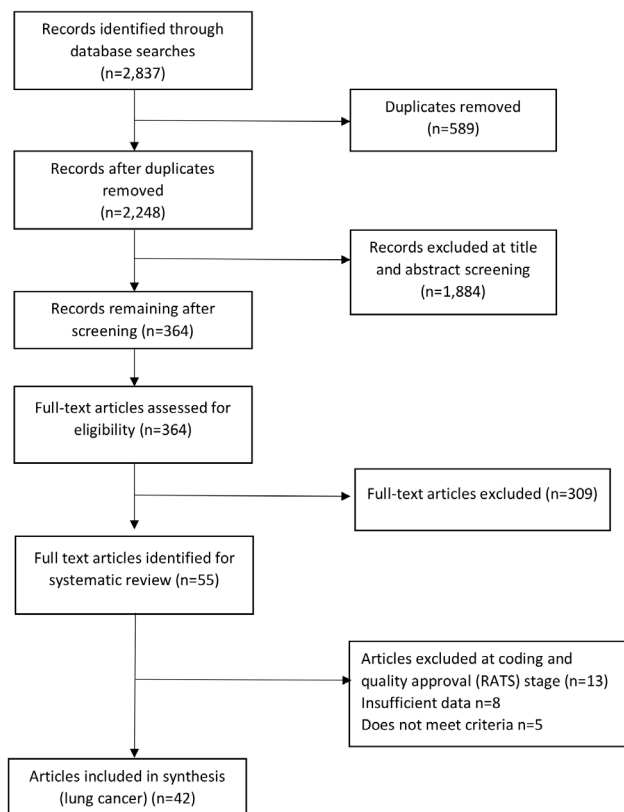 Records identified through
database searches
(n=2,837)
Duplicates removed
(n=589)
Records after duplicates
removed
(n=2,248)
Records excluded at title
and abstract screening
(n=1,884)
Records remaining after
screening (n=364)
Full-text articles assessed for
eligibility (n=364)
Full-text articles excluded (n=309)
Full text articles identified for
systematic review (n=55)
Articles excluded at coding and
quality approval (RATS) stage (n=13)
Insufficient data n=8
Does not meet criteria n=5
Articles included in synthesis
(lung cancer) (n=42)